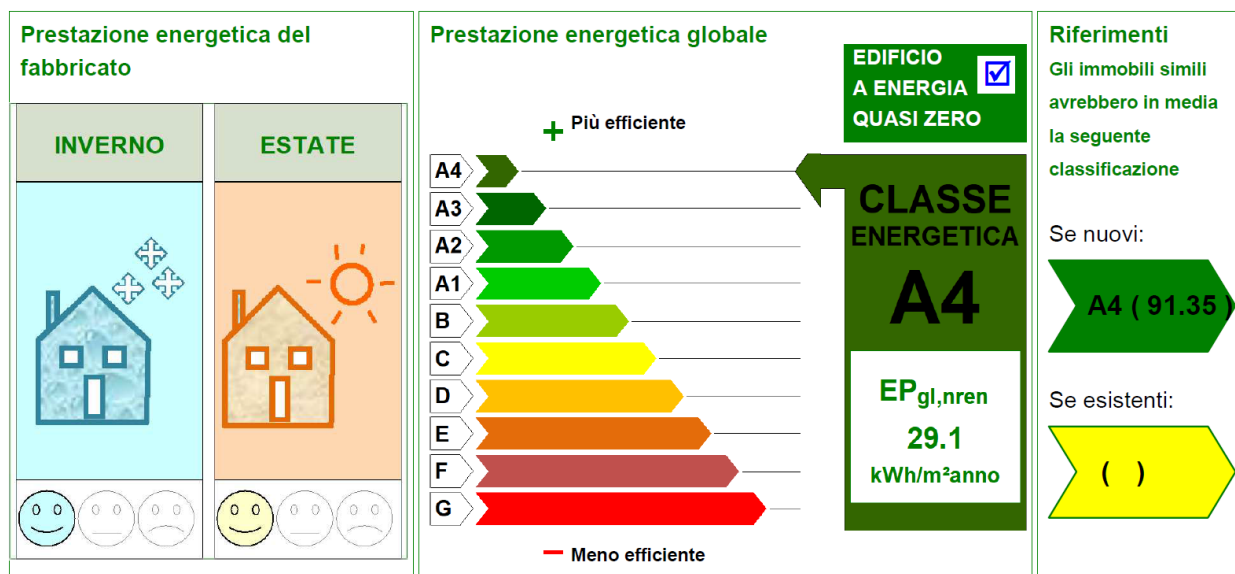 Prestazione energetica del
fabbricato
INVERNO
ESTATE
Prestazione energetica globale
EDIFICIO
A ENERGIA
QUASI ZERO
+ Più efficiente
A4
A3
A2
A1
B
C
D
E
F
G
— Meno efficiente
CLASSE
ENERGETICA
A4
EPgl,nren
29.1
kWh/m²anno
Riferimenti
Gli immobili simili
avrebbero in media
la seguente
classificazione
Se nuovi:
A4 ( 91.35 )
Se esistenti:
( )